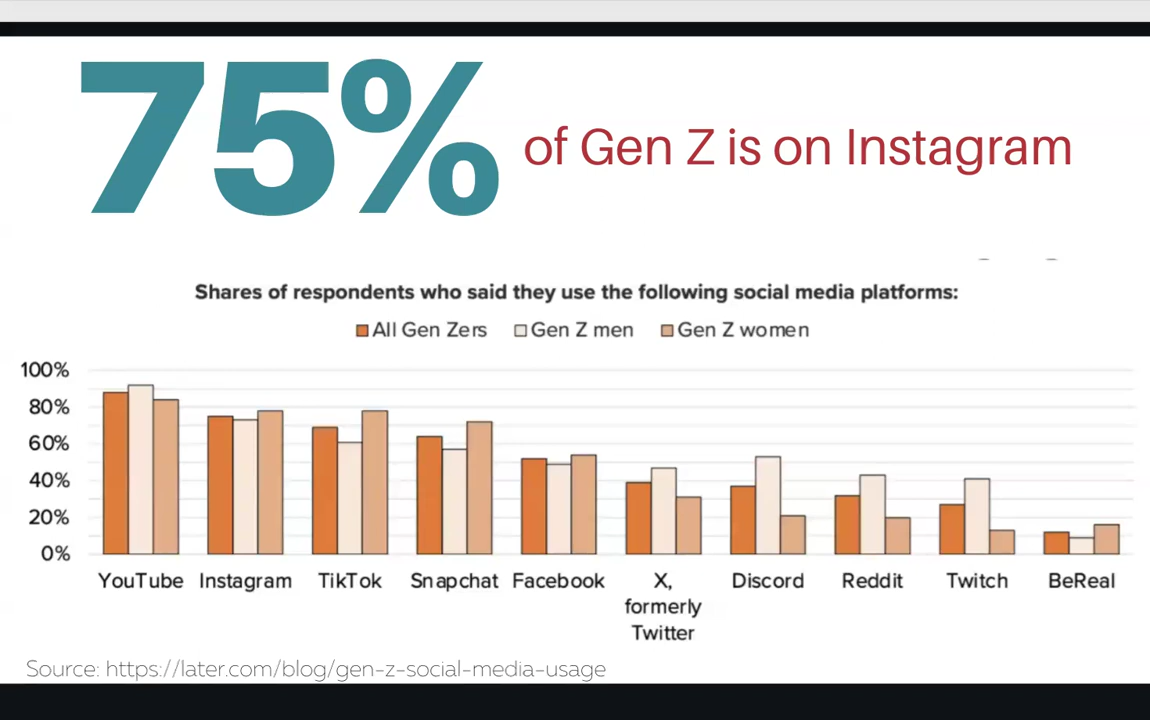 75%
of Gen Z is on Instagram
Shares of respondents who said they use the following social media platforms:
All Gen Zers Gen Z men Gen Z women
100%
80%
60%
40%
20%
0%
YouTube Instagram TikTok Snapchat Facebook X, Discord Reddit Twitch BeReal
formerly
Twitter
Source: https://later.com/blog/gen-z-social-media-usage